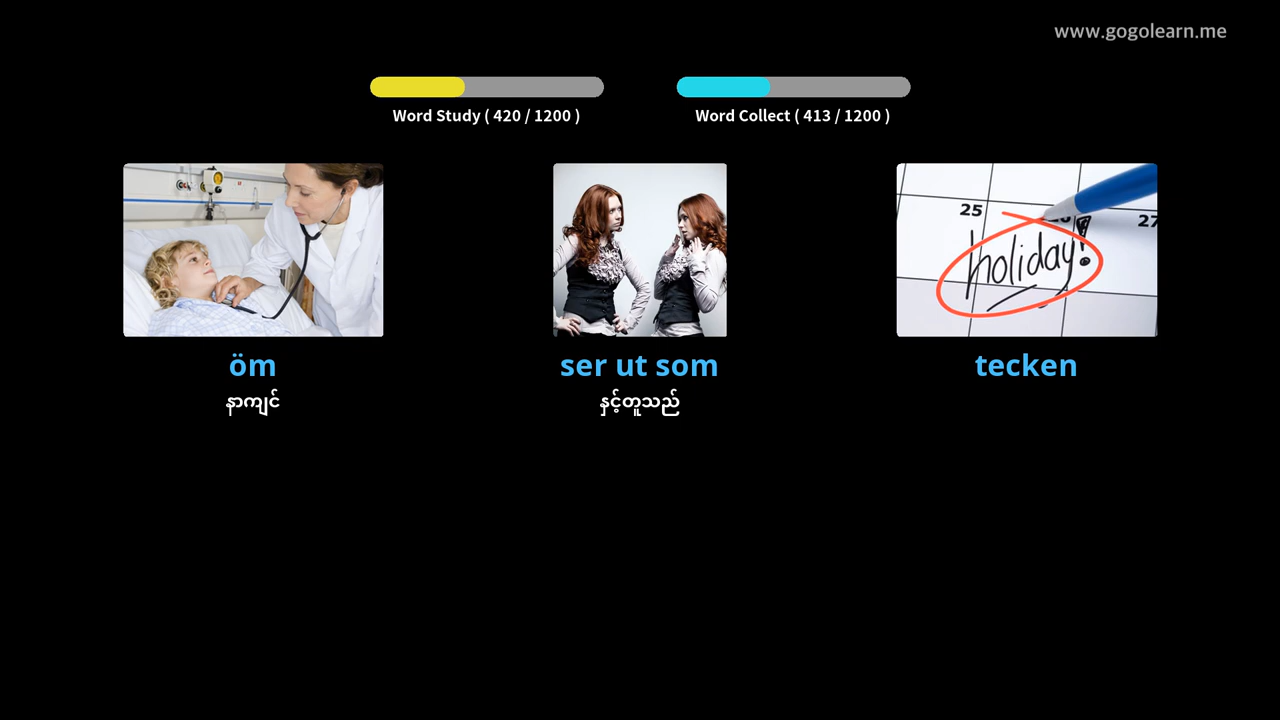 www.gogolearn.me
Word Study ( 420 / 1200 )
Word Collect ( 413 / 1200 )
25
27
holiday!
öm
ser ut som
tecken
နာကျင်
နှင့်တူသည်